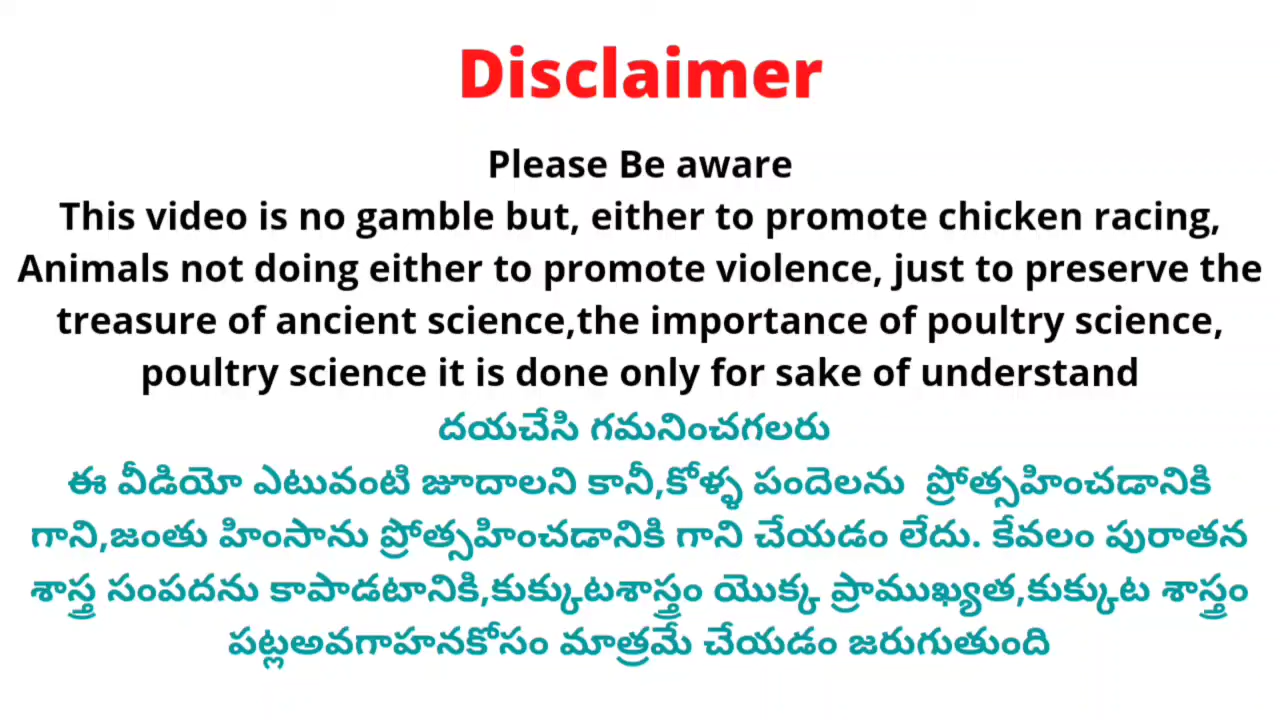 Disclaimer
Please Be aware
This video is no gamble but, either to promote chicken racing,
Animals not doing either to promote violence, just to preserve the
treasure of ancient science,the importance of poultry science,
poultry science it is done only for sake of understand
దయచేసి గమనించగలరు
ఈ వీడియో ఎటువంటి జూదాలని కానీ,కోళ్ళ పందెలను ప్రోత్సహించడానికి
గాని,జంతు హింసాను ప్రోత్సహించడానికి గాని చేయడం లేదు. కేవలం పురాతన
శాస్త్ర సంపదను కాపాడటానికి,కుక్కుటశాస్త్రం యొక్క ప్రాముఖ్యత,కుక్కుట శాస్త్రం
పట్లఅవగాహనకోసం మాత్రమే చేయడం జరుగుతుంది